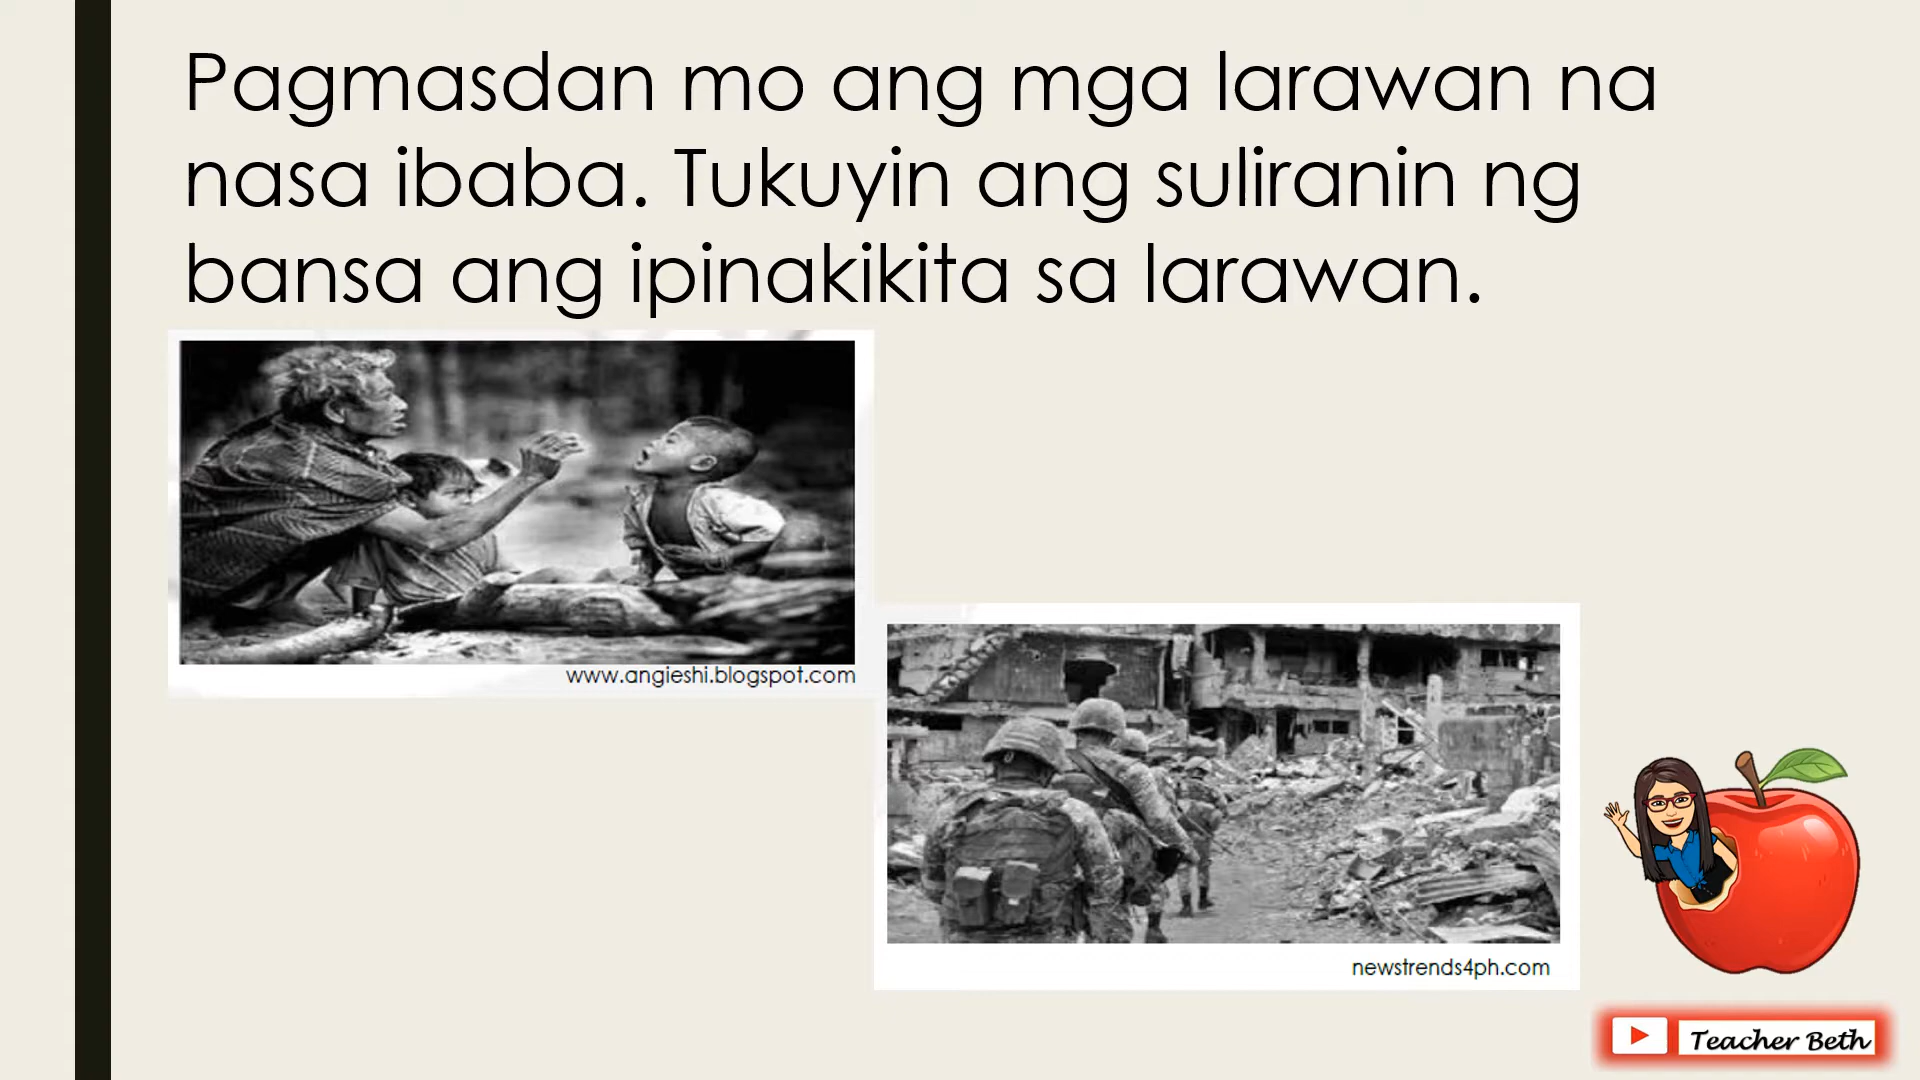 Pagmasdan mo ang mga larawan na
nasa ibaba. Tukuyin ang suliranin ng
bansa ang ipinakikita sa larawan.
www.angieshi.blogspot.com
newstrends4ph.com
Teacher Beth